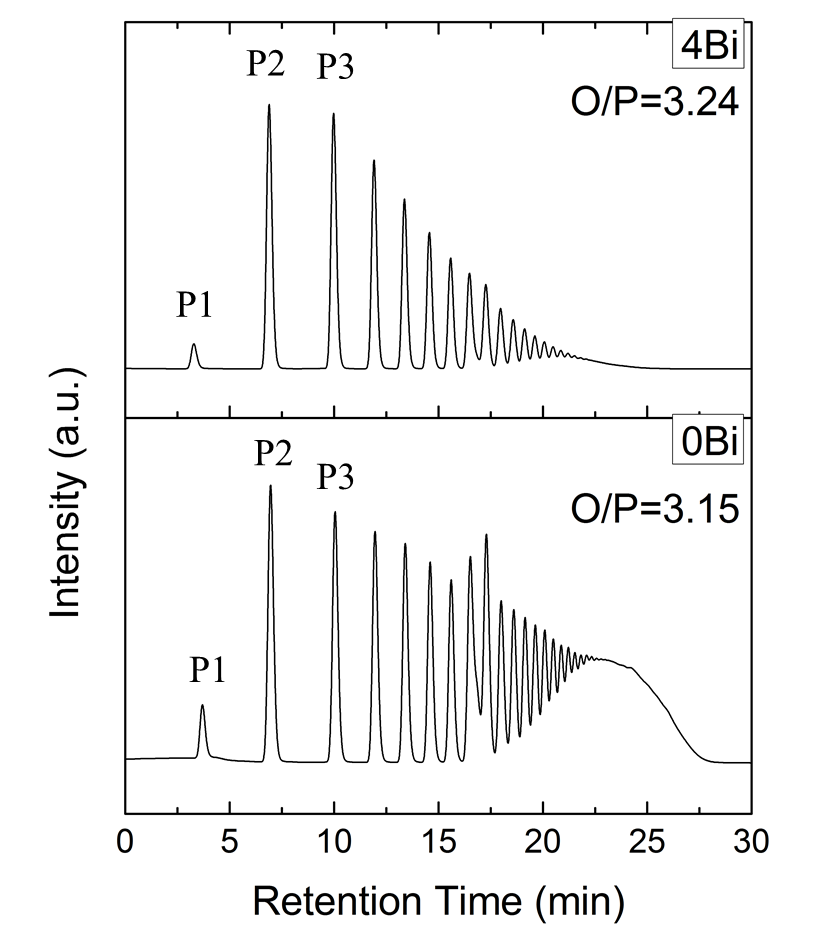 4Bi
P2 P3
O/P=3.24
P1
0Bi
P2
P3
O/P=3.15
P1
Intensity (a.u.)
0 5 10 15 20 25 30
Retention Time (min)